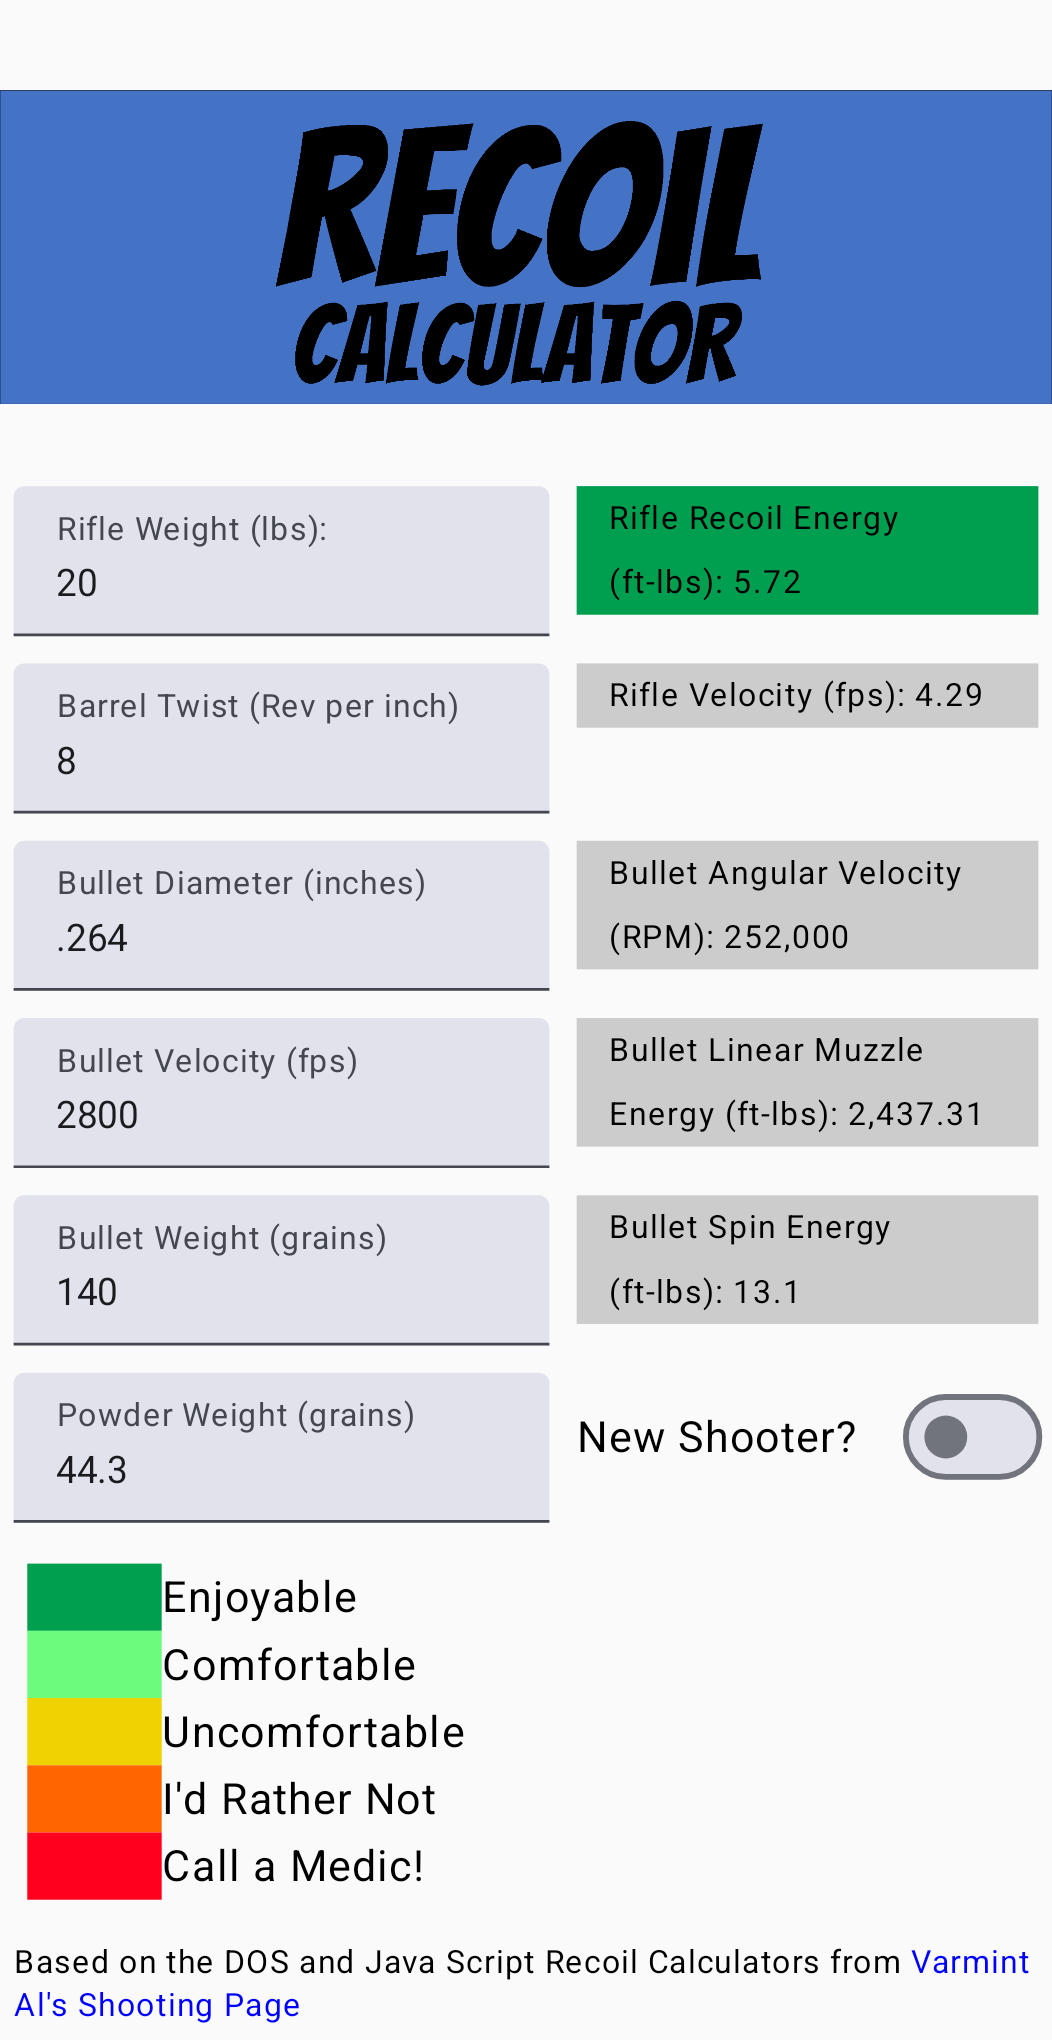 RECOIL
CALCULATOR
Rifle Weight (lbs):
20
Rifle Recoil Energy
(ft-lbs): 5.72
Barrel Twist (Rev per inch)
8
Rifle Velocity (fps): 4.29
Bullet Diameter (inches)
.264
Bullet Angular Velocity
(RPM): 252,000
Bullet Velocity (fps)
2800
Bullet Linear Muzzle
Energy (ft-lbs): 2,437.31
Bullet Weight (grains)
140
Bullet Spin Energy
(ft-lbs): 13.1
Powder Weight (grains)
44.3
New Shooter?
Enjoyable
Comfortable
Uncomfortable
I'd Rather Not
Call a Medic!
Based on the DOS and Java Script Recoil Calculators from Varmint
Al's Shooting Page